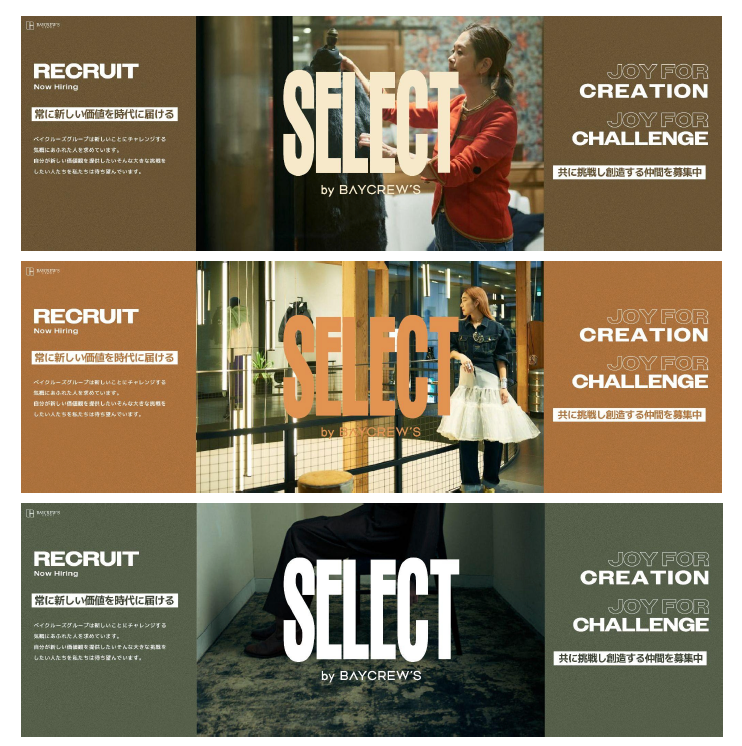 BAYCREW'S
RECRUIT
Now Hiring
常に新しい価値を時代に届ける
ベイクルーズグループは新しいことにチャレンジする
気概にあふれた人を求めています。
自分が新しい価値観を提供したいそんな大きな挑戦を
したい人たちを私たちは待ち望んでいます。
SELECT
by BAYCREW'S
JOY FOR
CREATION
JOY FOR
CHALLENGE
共に挑戦し創造する仲間を募集中
BAYCREW'S
RECRUIT
Now Hiring
常に新しい価値を時代に届ける
ベイクルーズグループは新しいことにチャレンジする
気概にあふれた人を求めています。
自分が新しい価値観を提供したいそんな大きな挑戦を
したい人たちを私たちは待ち望んでいます。
SELECT
by BAYCREW'S
JOY FOR
CREATION
JOY FOR
CHALLENGE
共に挑戦し創造する仲間を募集中
BAYCREW'S
RECRUIT
Now Hiring
常に新しい価値を時代に届ける
ベイクルーズグループは新しいことにチャレンジする
気概にあふれた人を求めています。
自分が新しい価値観を提供したいそんな大きな挑戦を
したい人たちを私たちは待ち望んでいます。
SELECT
by BAYCREW'S
JOY FOR
CREATION
JOY FOR
CHALLENGE
共に挑戦し創造する仲間を募集中